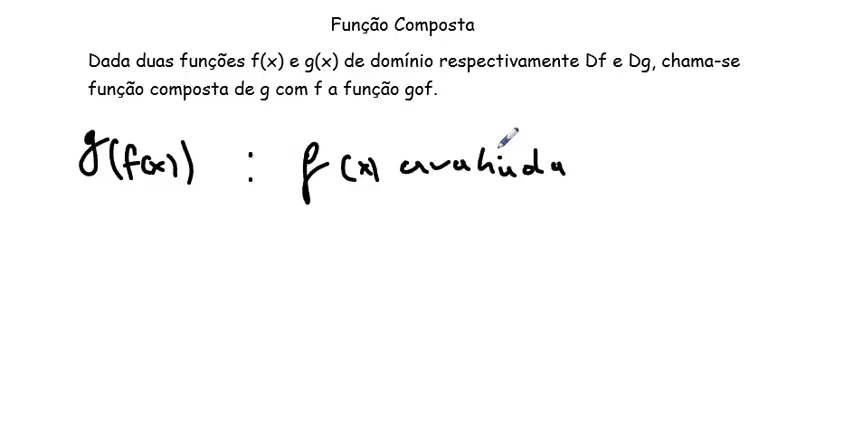 Função Composta
Dada duas funções f(x) e g(x) de domínio respectivamente Df e Dg, chama-se
função composta de g com f a função gof.
g(f(x)) : f(x) avaliada